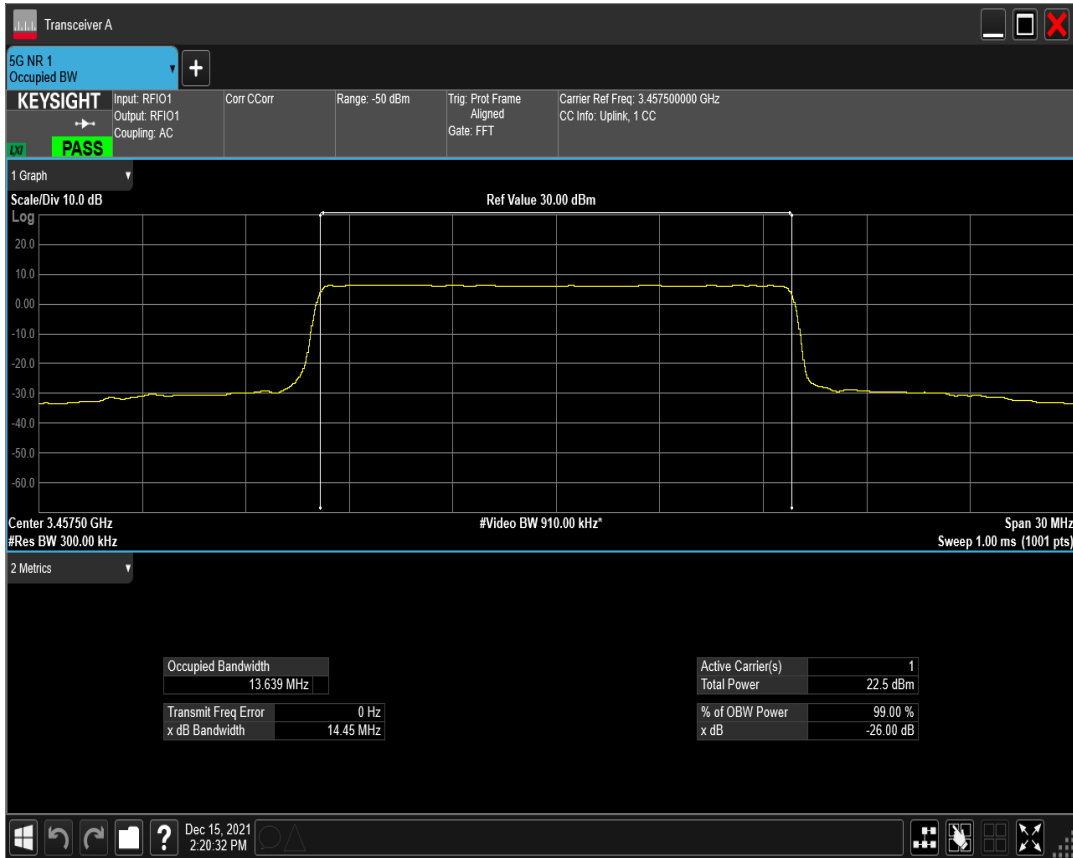 Transceiver A
5G NR 1
Occupied BW
KEYSIGHT
LXI
PASS
Input: RFIO1
Output: RFIO1
Coupling: AC
Corr CCorr
Range: -50 dBm
Trig: Prot Frame
Aligned
Gate: FFT
Carrier Ref Freq: 3.457500000 GHz
CC Info: Uplink, 1 CC
1 Graph
Scale/Div 10.0 dB
Ref Value 30.00 dBm
Log
20.0
10.0
0.00
-10.0
-20.0
-30.0
-40.0
-50.0
-60.0
Center 3.45750 GHz
#Video BW 910.00 kHz*
Span 30 MHz
#Res BW 300.00 kHz
Sweep 1.00 ms (1001 pts)
2 Metrics
Occupied Bandwidth
13.639 MHz
Transmit Freq Error 0 Hz
x dB Bandwidth 14.45 MHz
Active Carrier(s) 1
Total Power 22.5 dBm
% of OBW Power 99.00 %
x dB -26.00 dB
?
Dec 15, 2021
2:20:32 PM